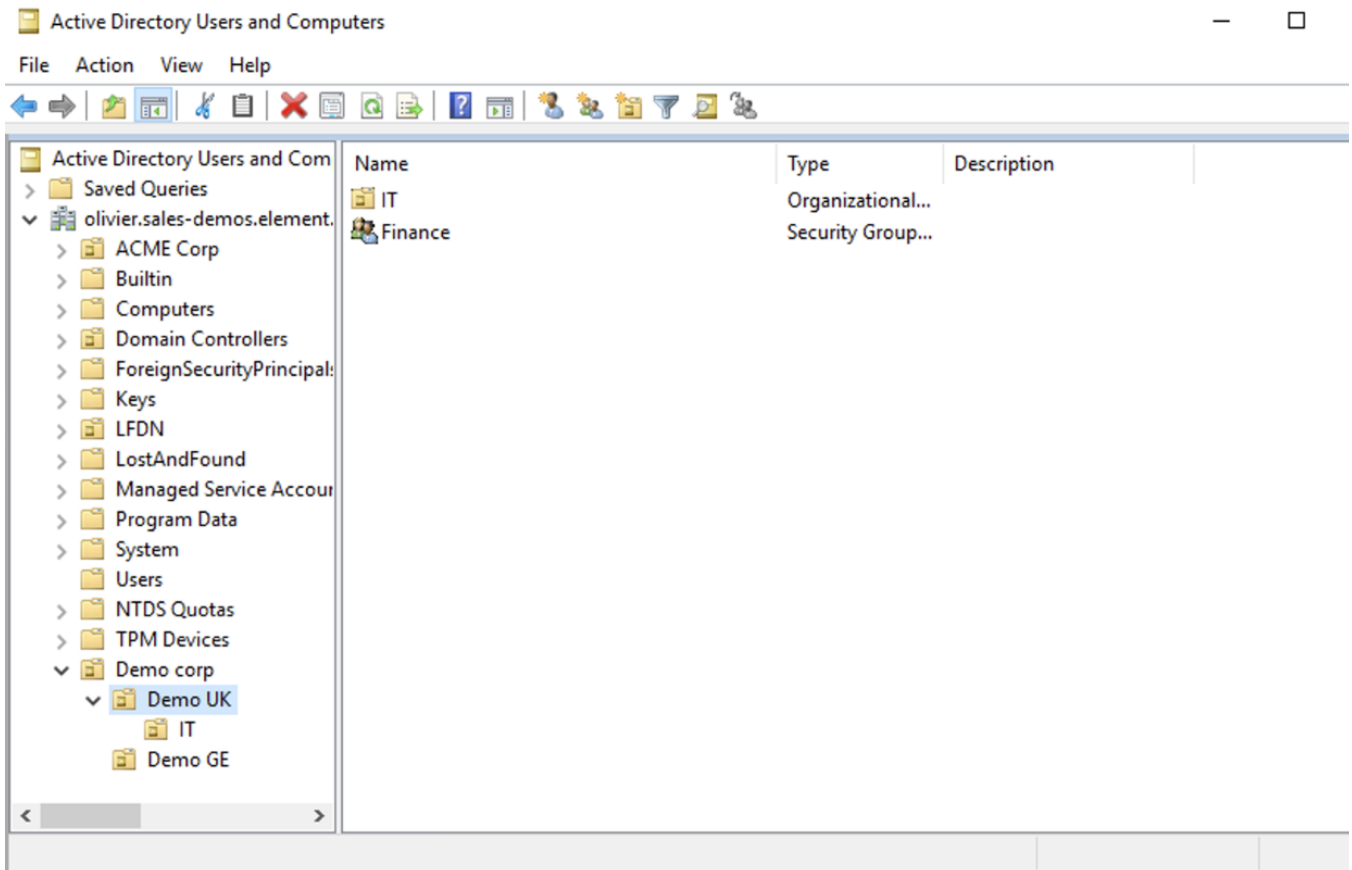 Active Directory Users and Computers
File Action View Help
Active Directory Users and Com
Saved Queries
olivier.sales-demos.element.
ACME Corp
Builtin
Computers
Domain Controllers
ForeignSecurityPrincipals
Keys
LFDN
LostAndFound
Managed Service Accour
Program Data
System
Users
NTDS Quotas
TPM Devices
Demo corp
Demo UK
IT
Demo GE
Name Type Description
IT Organizational...
Finance Security Group...